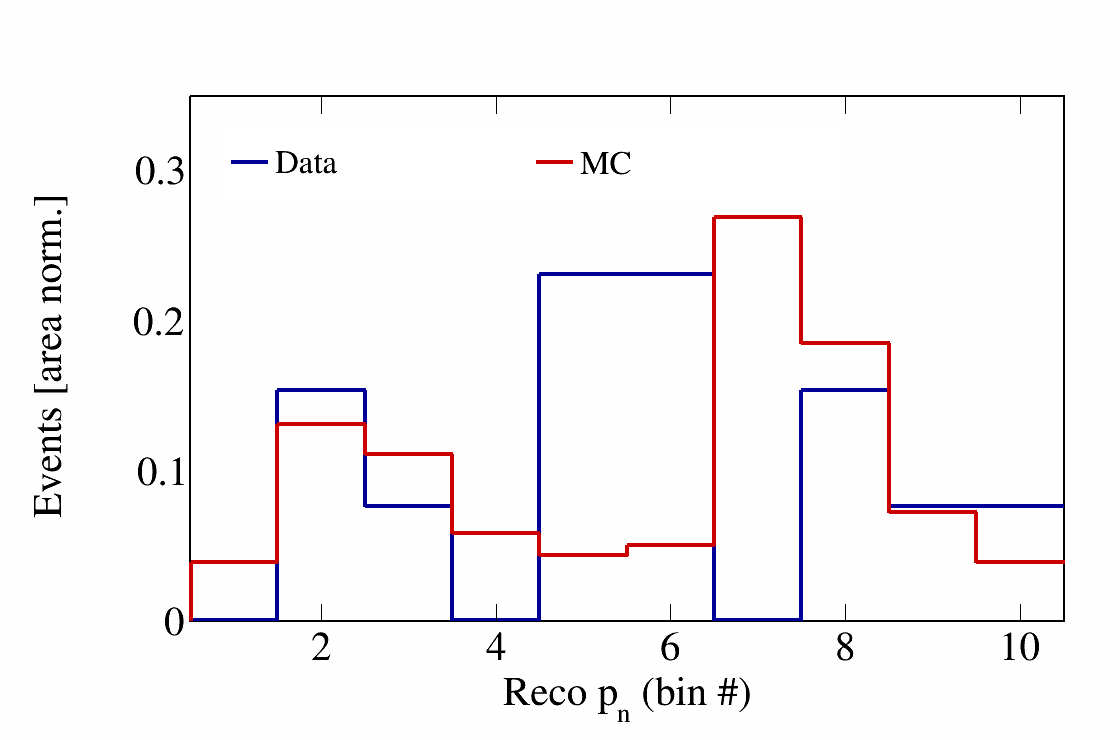 Data
MC
0.3
0.2
0.1
0
2
4
6
8
10
Events [area norm.]
Reco pn (bin #)